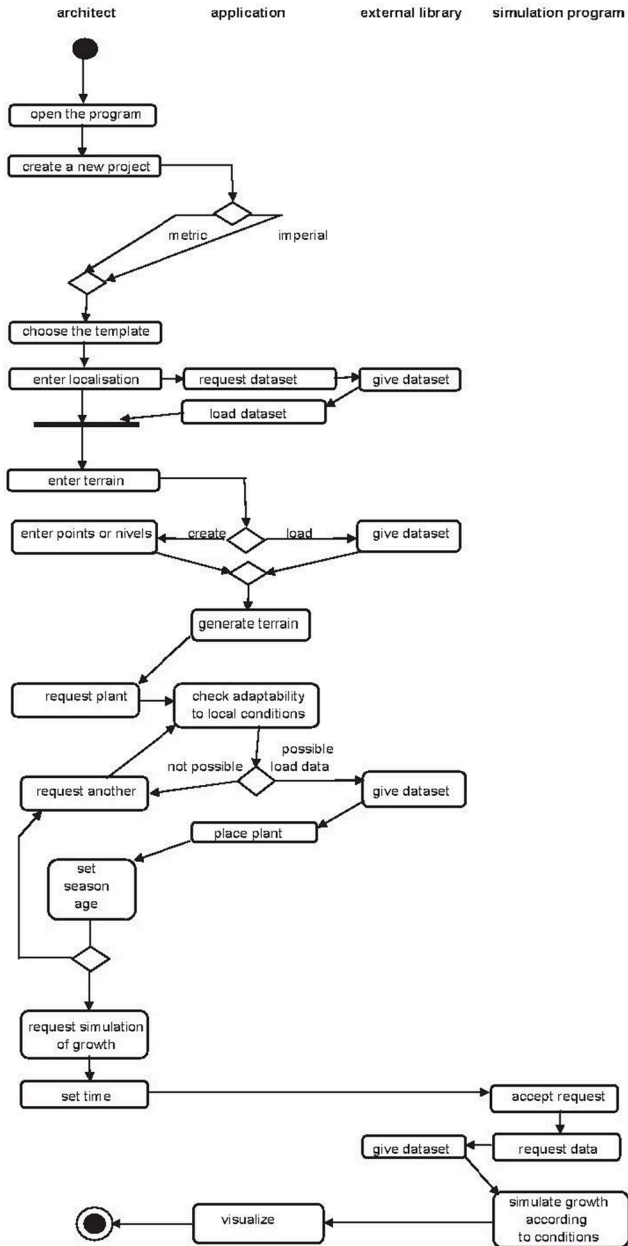 architect application external library simulation program
open the program
create a new project
metric imperial
choose the template
enter localisation request dataset give dataset
load dataset
enter terrain
enter points or nivels create load give dataset
generate terrain
request plant check adaptability
to local conditions
possible
not possible load data
request another give dataset
place plant
set
season
age
request simulation
of growth
set time accept request
give dataset request data
simulate growth
visualize according
to conditions